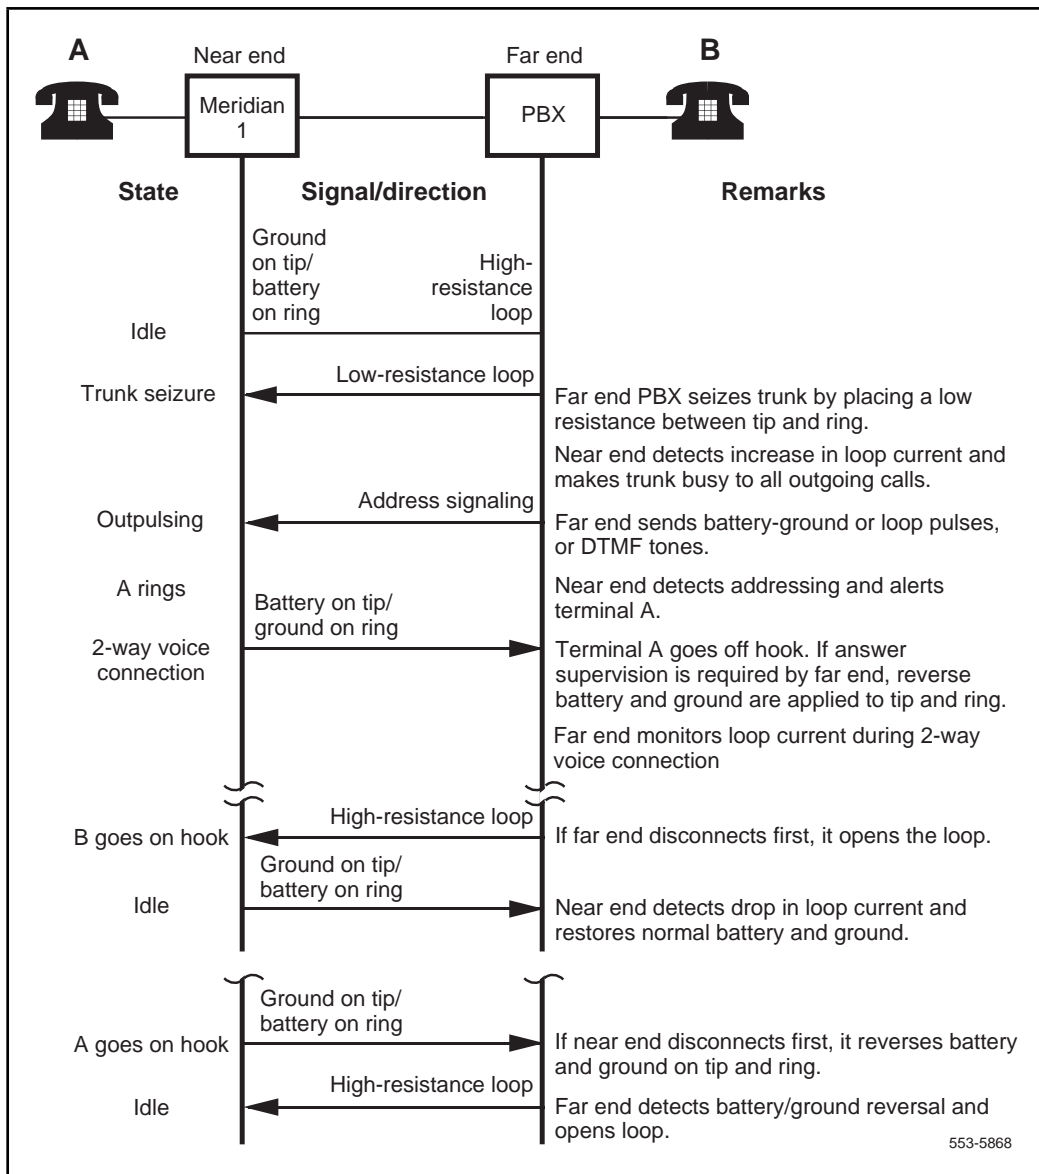 A
Near end
Far end
B
Meridian
1
PBX
State
Signal/direction
Remarks
Ground
on tip/
battery
on ring
High-
resistance
loop
Idle
Low-resistance loop
Trunk seizure
Far end PBX seizes trunk by placing a low
resistance between tip and ring.
Near end detects increase in loop current and
makes trunk busy to all outgoing calls.
Address signaling
Outpulsing
Far end sends battery-ground or loop pulses,
or DTMF tones.
A rings
Near end detects addressing and alerts
terminal A.
Battery on tip/
ground on ring
2-way voice
connection
Terminal A goes off hook. If answer
supervision is required by far end, reverse
battery and ground are applied to tip and ring.
Far end monitors loop current during 2-way
voice connection
High-resistance loop
B goes on hook
If far end disconnects first, it opens the loop.
Ground on tip/
battery on ring
Idle
Near end detects drop in loop current and
restores normal battery and ground.
Ground on tip/
battery on ring
A goes on hook
If near end disconnects first, it reverses battery
and ground on tip and ring.
High-resistance loop
Idle
Far end detects battery/ground reversal and
opens loop.
553-5868